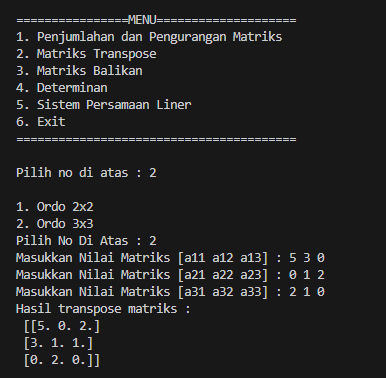 ================MENU====================
1. Penjumlahan dan Pengurangan Matriks
2. Matriks Transpose
3. Matriks Balikan
4. Determinan
5. Sistem Persamaan Liner
6. Exit
========================================
Pilih no di atas : 2
1. Ordo 2x2
2. Ordo 3x3
Pilih No Di Atas : 2
Masukkan Nilai Matriks [a11 a12 a13] : 5 3 0
Masukkan Nilai Matriks [a21 a22 a23] : 0 1 2
Masukkan Nilai Matriks [a31 a32 a33] : 2 1 0
Hasil transpose matriks :
[[5. 0. 2.]
[3. 1. 1.]
[0. 2. 0.]]